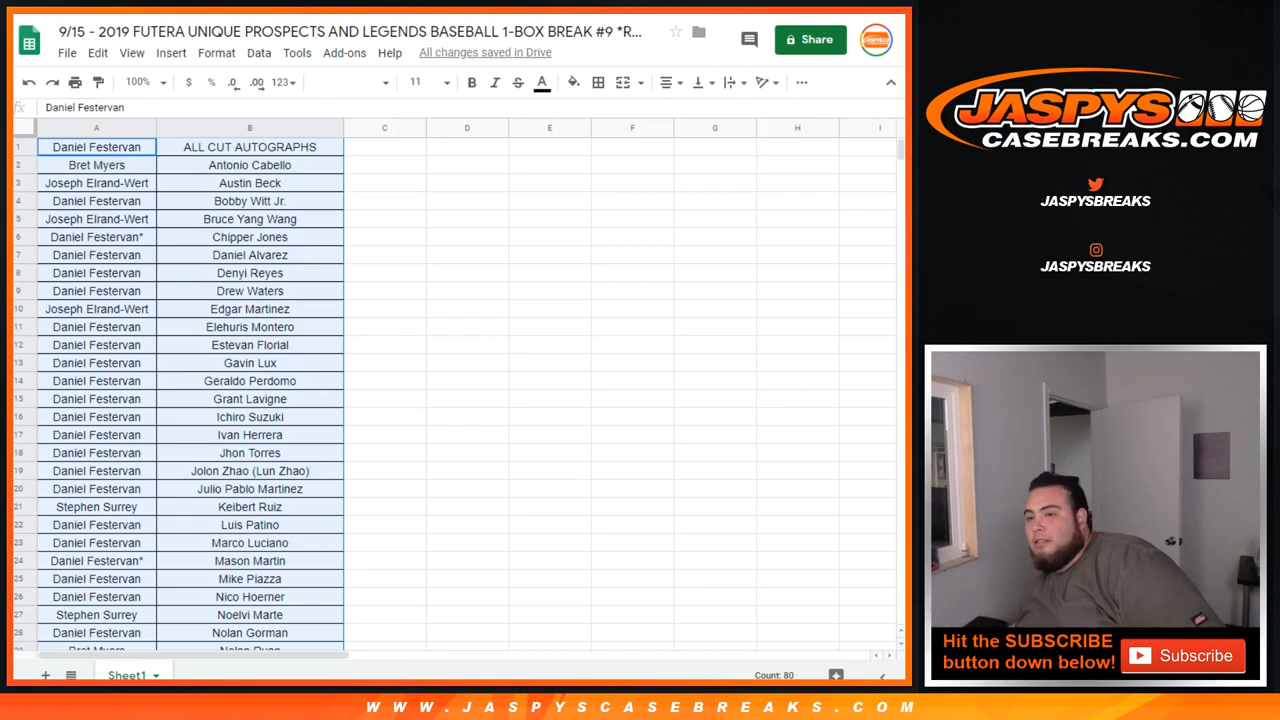 9/15 - 2019 FUTERA UNIQUE PROSPECTS AND LEGENDS BASEBALL 1-BOX BREAK #9 *R...
File Edit View Insert Format Data Tools Add-ons Help All changes saved in Drive
Share
100% $ % .0 .00 123 11 B I S A
fx Daniel Festervan
A B C D E F G H I
1 Daniel Festervan ALL CUT AUTOGRAPHS
2 Bret Myers Antonio Cabello
3 Joseph Elrand-Wert Austin Beck
4 Daniel Festervan Bobby Witt Jr.
5 Joseph Elrand-Wert Bruce Yang Wang
6 Daniel Festervan* Chipper Jones
7 Daniel Festervan Daniel Alvarez
8 Daniel Festervan Denyi Reyes
9 Daniel Festervan Drew Waters
10 Joseph Elrand-Wert Edgar Martinez
11 Daniel Festervan Elehuris Montero
12 Daniel Festervan Estevan Florial
13 Daniel Festervan Gavin Lux
14 Daniel Festervan Geraldo Perdomo
15 Daniel Festervan Grant Lavigne
16 Daniel Festervan Ichiro Suzuki
17 Daniel Festervan Ivan Herrera
18 Daniel Festervan Jhon Torres
19 Daniel Festervan Jolon Zhao (Lun Zhao)
20 Daniel Festervan Julio Pablo Martinez
21 Stephen Surrey Keibert Ruiz
22 Daniel Festervan Luis Patino
23 Daniel Festervan Marco Luciano
24 Daniel Festervan* Mason Martin
25 Daniel Festervan Mike Piazza
26 Daniel Festervan Nico Hoerner
27 Stephen Surrey Noelvi Marte
28 Daniel Festervan Nolan Gorman
Bret Myers Nolan Ryan
Sheet1
Count: 80
JASPYS
CASEBREAKS.COM
JASPYSBREAKS
JASPYSBREAKS
Hit the SUBSCRIBE
button down below!
Subscribe
WWW.JASPYSCASEBREAKS.COM